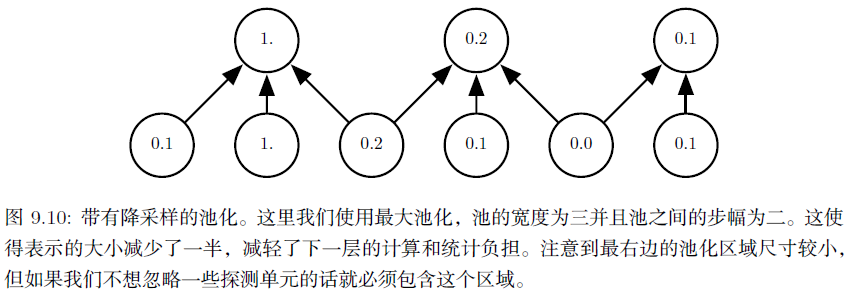 1. 0.2 0.1
0.1 1. 0.2 0.1 0.0 0.1
图 9.10: 带有降采样的池化。这里我们使用最大池化，池的宽度为三并且池之间的步幅为二。这使
得表示的大小减少了一半，减轻了下一层的计算和统计负担。注意到最右边的池化区域尺寸较小，
但如果我们不想忽略一些探测单元的话就必须包含这个区域。